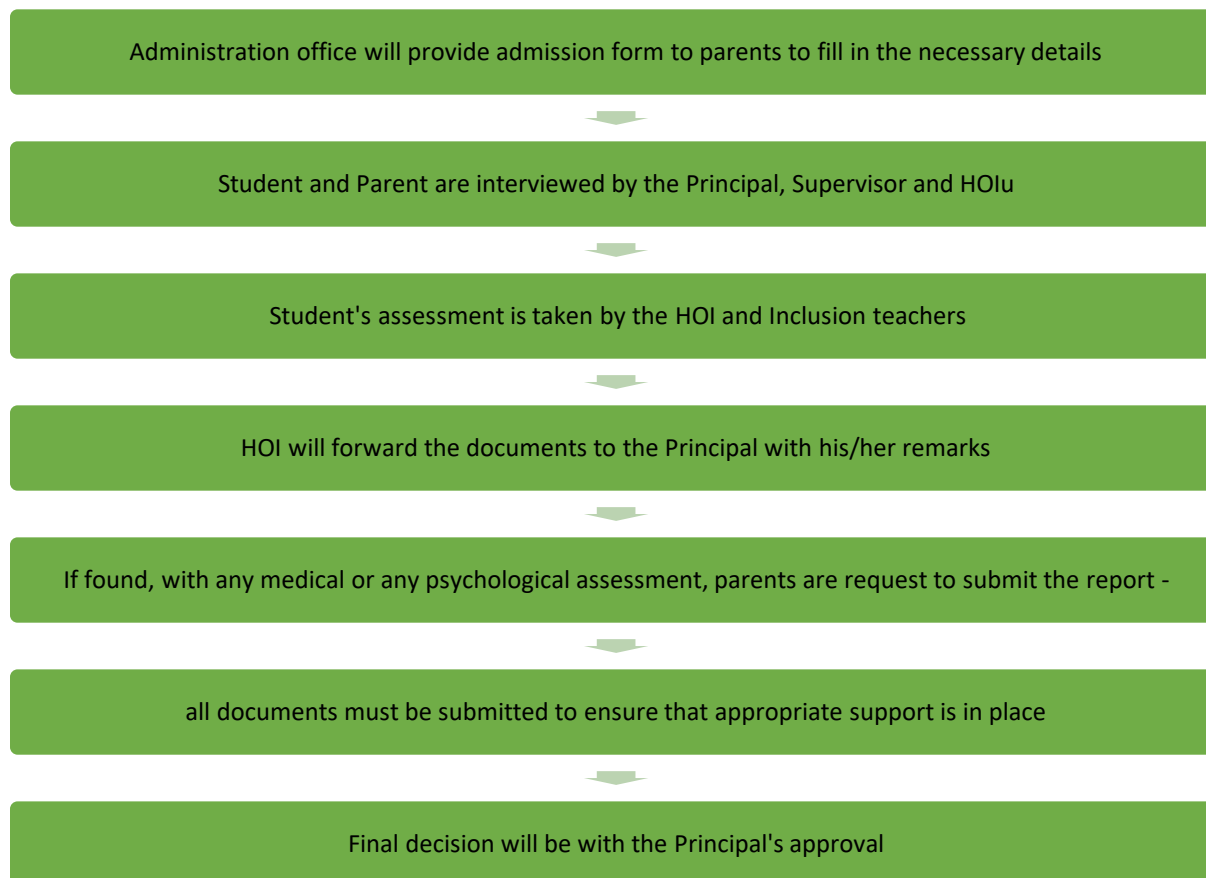 Administration office will provide admission form to parents to fill in the necessary details
Student and Parent are interviewed by the Principal, Supervisor and HOIu
Student's assessment is taken by the HOI and Inclusion teachers
HOI will forward the documents to the Principal with his/her remarks
If found, with any medical or any psychological assessment, parents are request to submit the report -
all documents must be submitted to ensure that appropriate support is in place
Final decision will be with the Principal's approval